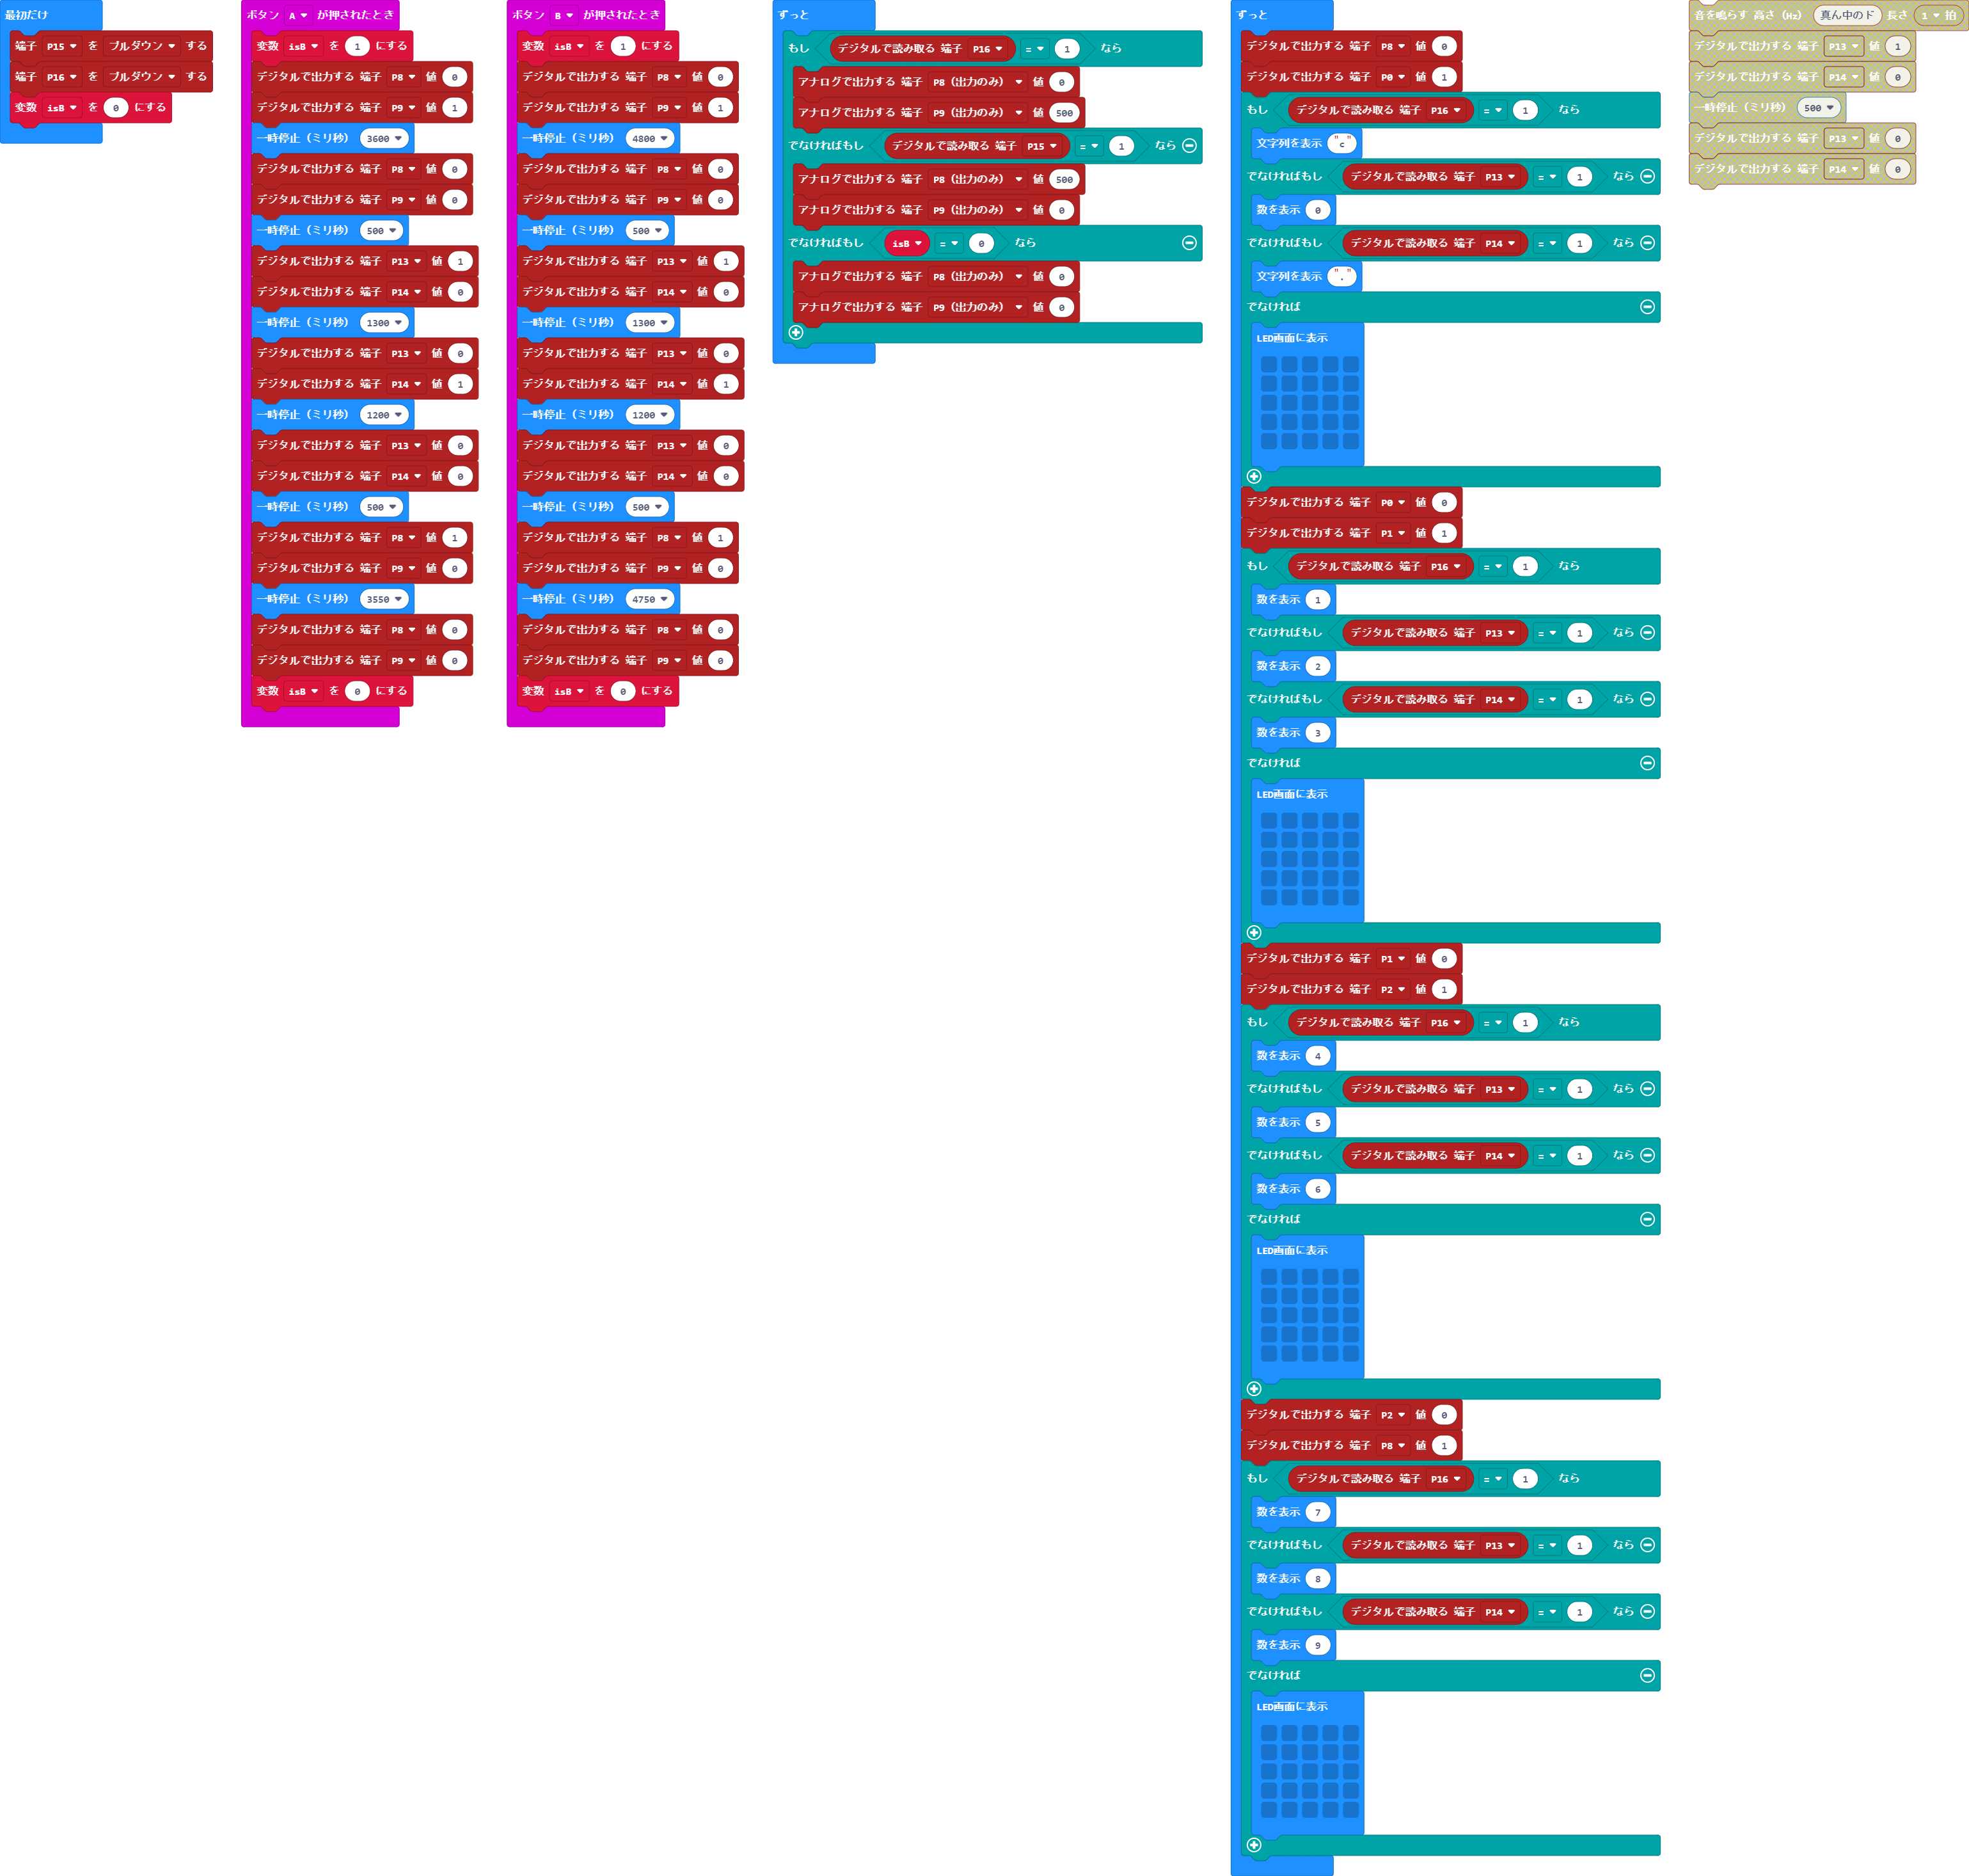 最初だけ
端子 P15 を プルダウン する
端子 P16 を プルダウン する
変数 isB を 0 にする
ボタン A が押されたとき
変数 isB を 1 にする
デジタルで出力する 端子 P8 値 0
デジタルで出力する 端子 P9 値 1
一時停止（ミリ秒） 3600
デジタルで出力する 端子 P8 値 0
デジタルで出力する 端子 P9 値 0
一時停止（ミリ秒） 500
デジタルで出力する 端子 P13 値 1
デジタルで出力する 端子 P14 値 0
一時停止（ミリ秒） 1300
デジタルで出力する 端子 P13 値 0
デジタルで出力する 端子 P14 値 1
一時停止（ミリ秒） 1200
デジタルで出力する 端子 P13 値 0
デジタルで出力する 端子 P14 値 0
一時停止（ミリ秒） 500
デジタルで出力する 端子 P8 値 1
デジタルで出力する 端子 P9 値 0
一時停止（ミリ秒） 3550
デジタルで出力する 端子 P8 値 0
デジタルで出力する 端子 P9 値 0
変数 isB を 0 にする
ボタン B が押されたとき
変数 isB を 1 にする
デジタルで出力する 端子 P8 値 0
デジタルで出力する 端子 P9 値 1
一時停止（ミリ秒） 4800
デジタルで出力する 端子 P8 値 0
デジタルで出力する 端子 P9 値 0
一時停止（ミリ秒） 500
デジタルで出力する 端子 P13 値 1
デジタルで出力する 端子 P14 値 0
一時停止（ミリ秒） 1300
デジタルで出力する 端子 P13 値 0
デジタルで出力する 端子 P14 値 1
一時停止（ミリ秒） 1200
デジタルで出力する 端子 P13 値 0
デジタルで出力する 端子 P14 値 0
一時停止（ミリ秒） 500
デジタルで出力する 端子 P8 値 1
デジタルで出力する 端子 P9 値 0
一時停止（ミリ秒） 4750
デジタルで出力する 端子 P8 値 0
デジタルで出力する 端子 P9 値 0
変数 isB を 0 にする
ずっと
もし デジタルで読み取る 端子 P16 = 1 なら
アナログで出力する 端子 P8（出力のみ） 値 0
アナログで出力する 端子 P9（出力のみ） 値 500
でなければもし デジタルで読み取る 端子 P15 = 1 なら
アナログで出力する 端子 P8（出力のみ） 値 500
アナログで出力する 端子 P9（出力のみ） 値 0
でなければもし isB = 0 なら
アナログで出力する 端子 P8（出力のみ） 値 0
アナログで出力する 端子 P9（出力のみ） 値 0
ずっと
デジタルで出力する 端子 P8 値 0
デジタルで出力する 端子 P0 値 1
もし デジタルで読み取る 端子 P16 = 1 なら
文字列を表示 "c"
でなければもし デジタルで読み取る 端子 P13 = 1 なら
数を表示 0
でなければもし デジタルで読み取る 端子 P14 = 1 なら
文字列を表示 "."
でなければ
LED画面に表示
デジタルで出力する 端子 P0 値 0
デジタルで出力する 端子 P1 値 1
もし デジタルで読み取る 端子 P16 = 1 なら
数を表示 1
でなければもし デジタルで読み取る 端子 P13 = 1 なら
数を表示 2
でなければもし デジタルで読み取る 端子 P14 = 1 なら
数を表示 3
でなければ
LED画面に表示
デジタルで出力する 端子 P1 値 0
デジタルで出力する 端子 P2 値 1
もし デジタルで読み取る 端子 P16 = 1 なら
数を表示 4
でなければもし デジタルで読み取る 端子 P13 = 1 なら
数を表示 5
でなければもし デジタルで読み取る 端子 P14 = 1 なら
数を表示 6
でなければ
LED画面に表示
デジタルで出力する 端子 P2 値 0
デジタルで出力する 端子 P8 値 1
もし デジタルで読み取る 端子 P16 = 1 なら
数を表示 7
でなければもし デジタルで読み取る 端子 P13 = 1 なら
数を表示 8
でなければもし デジタルで読み取る 端子 P14 = 1 なら
数を表示 9
でなければ
LED画面に表示
音を鳴らす 高さ（Hz） 真ん中のド 長さ 1 拍
デジタルで出力する 端子 P13 値 1
デジタルで出力する 端子 P14 値 0
一時停止（ミリ秒） 500
デジタルで出力する 端子 P13 値 0
デジタルで出力する 端子 P14 値 0